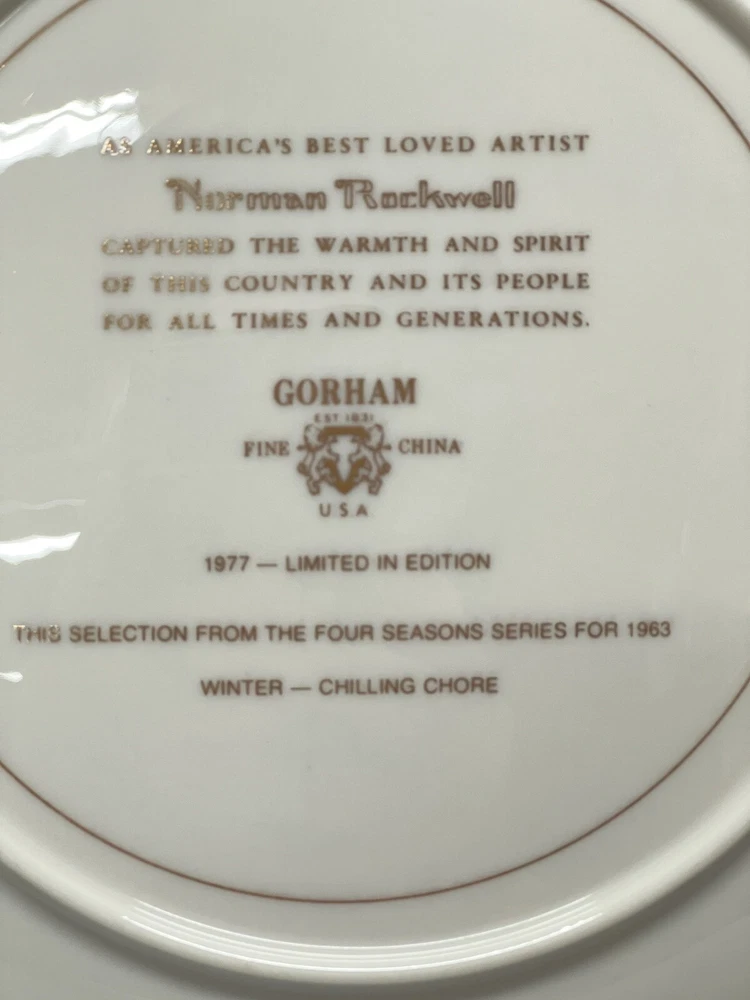 AS AMERICA'S BEST LOVED ARTIST
Norman Rockwell
CAPTURED THE WARMTH AND SPIRIT
OF THIS COUNTRY AND ITS PEOPLE
FOR ALL TIMES AND GENERATIONS.
GORHAM
EST 1831
FINE CHINA
USA
1977 — LIMITED IN EDITION
THIS SELECTION FROM THE FOUR SEASONS SERIES FOR 1963
WINTER — CHILLING CHORE